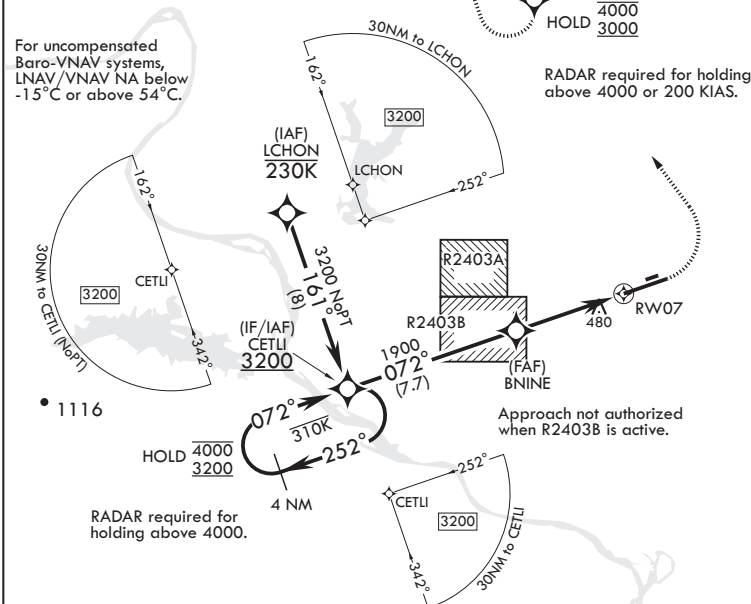 HOLD 4000
3000
For uncompensated
Baro-VNAV systems,
LNAV/VNAV NA below
-15°C or above 54°C.
RADAR required for holding
above 4000 or 200 KIAS.
30NM to LCHON
162°
3200
LCHON
252°
(IAF)
LCHON
230K
162°
CETLI
3200
30NM to CETLI (NoPT)
342°
3200 NoPT
161°
(8)
R2403A
R2403B
480
RW07
(IF/IAF)
CETLI
3200
1900
072°
(7.7)
(FAF)
BNINE
1116
072°
310K
252°
HOLD 4000
3200
4 NM
Approach not authorized
when R2403B is active.
RADAR required for
holding above 4000.
252°
CETLI
3200
342°
30NM to CETLI